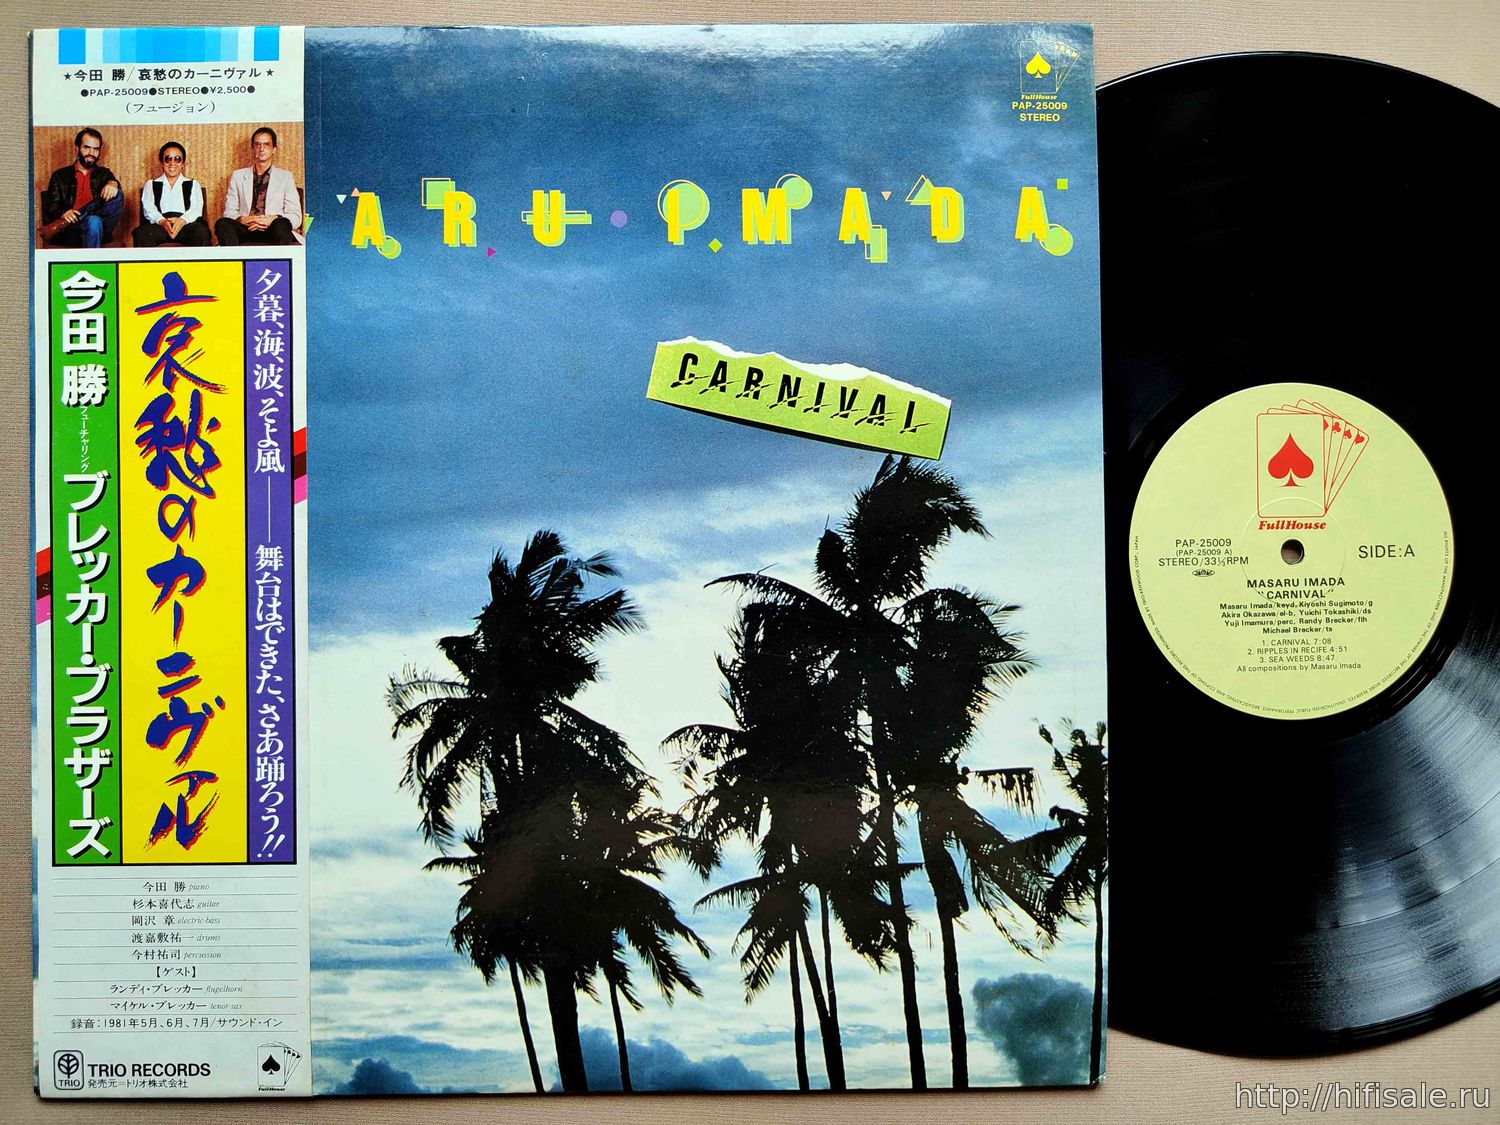 ★今田 勝/哀愁のカーニヴァル★
●PAP-25009●STEREO●¥2,500●
(フュージョン)
夕暮、海、波、そよ風——舞台はできた、さあ踊ろう!!
哀愁のカーニヴァル
今田 勝 フューチャリング ブレッカー・ブラザーズ
今田 勝 piano
杉本喜代志 guitar
岡沢 章 electric-bass
渡嘉敷祐一 drums
今村祐司 percussion
【ゲスト】
ランディ・ブレッカー flugelhorn
マイケル・ブレッカー tenor-sax
録音:1981年5月、6月、7月/サウンド・イン
TRIO
TRIO RECORDS
発売元=トリオ株式会社
FullHouse
FullHouse
PAP-25009
STEREO
ARU IMADA
CARNIVAL
FullHouse
PAP-25009
(PAP-25009 A)
STEREO/33⅓RPM
SIDE:A
MASARU IMADA
"CARNIVAL"
Masaru Imada/keyd, Kiyoshi Sugimoto/g
Akira Okazawa/el-b, Yuichi Tokashiki/ds
Yuji Imamura/perc, Randy Brecker/flh
Michael Brecker/ts
1. CARNIVAL 7:08
2. RIPPLES IN RECIFE 4:51
3. SEA WEEDS 8:47
All compositions by Masaru Imada
http://hifisale.ru